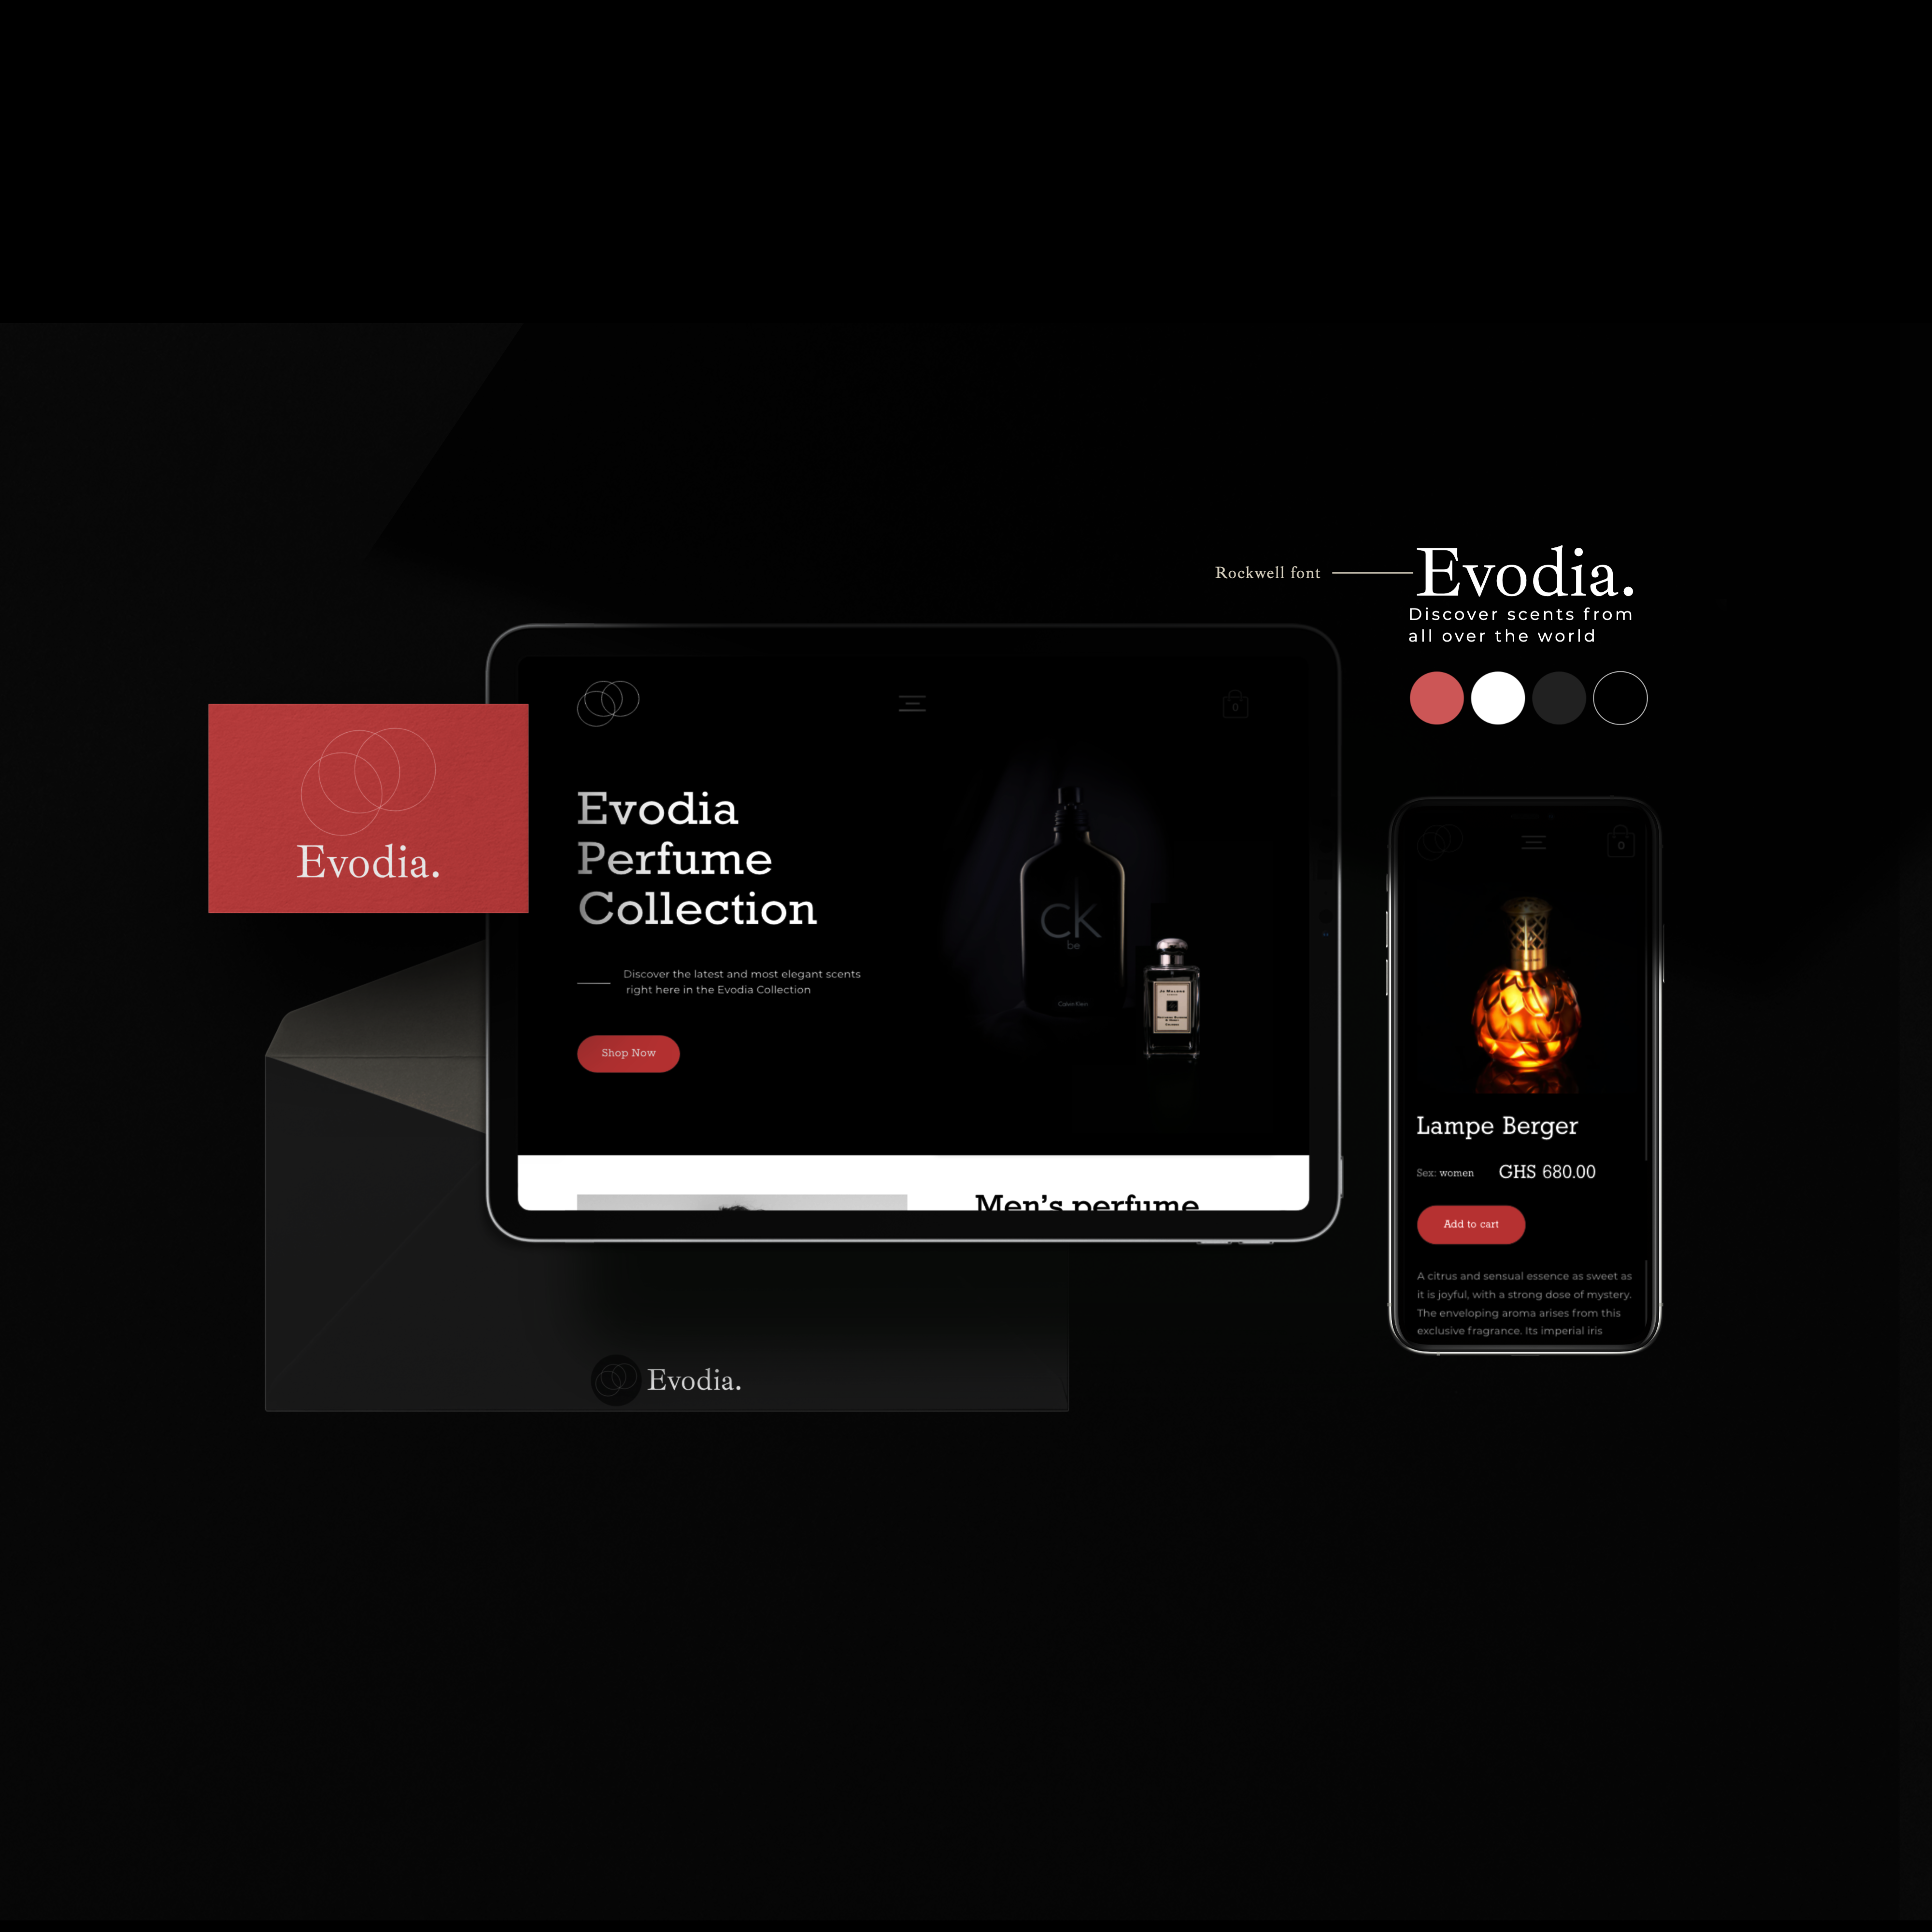 Rockwell font
Evodia.
Discover scents from
all over the world
Evodia.
0
Evodia
Perfume
Collection
Discover the latest and most elegant scents
right here in the Evodia Collection
Shop Now
CK
be
Calvin Klein
Jo Malone
Men's perfume
0
Lampe Berger
Sex: women GHS 680.00
Add to cart
A citrus and sensual essence as sweet as
it is joyful, with a strong dose of mystery.
The enveloping aroma arises from this
exclusive fragrance. Its imperial iris
Evodia.